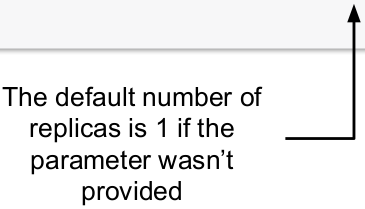 The default number of
replicas is 1 if the
parameter wasn’t
provided